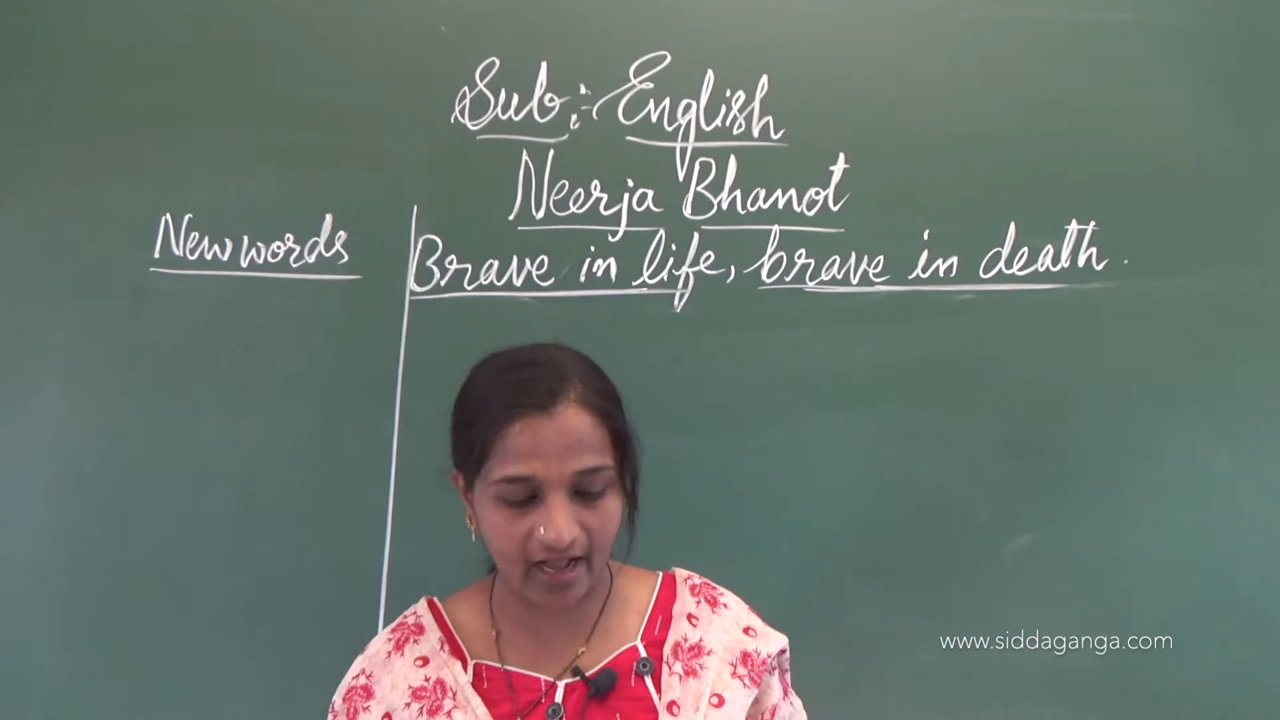 Sub:- English
Neerja Bhanot
New words
Brave in life, brave in death.
www.siddaganga.com